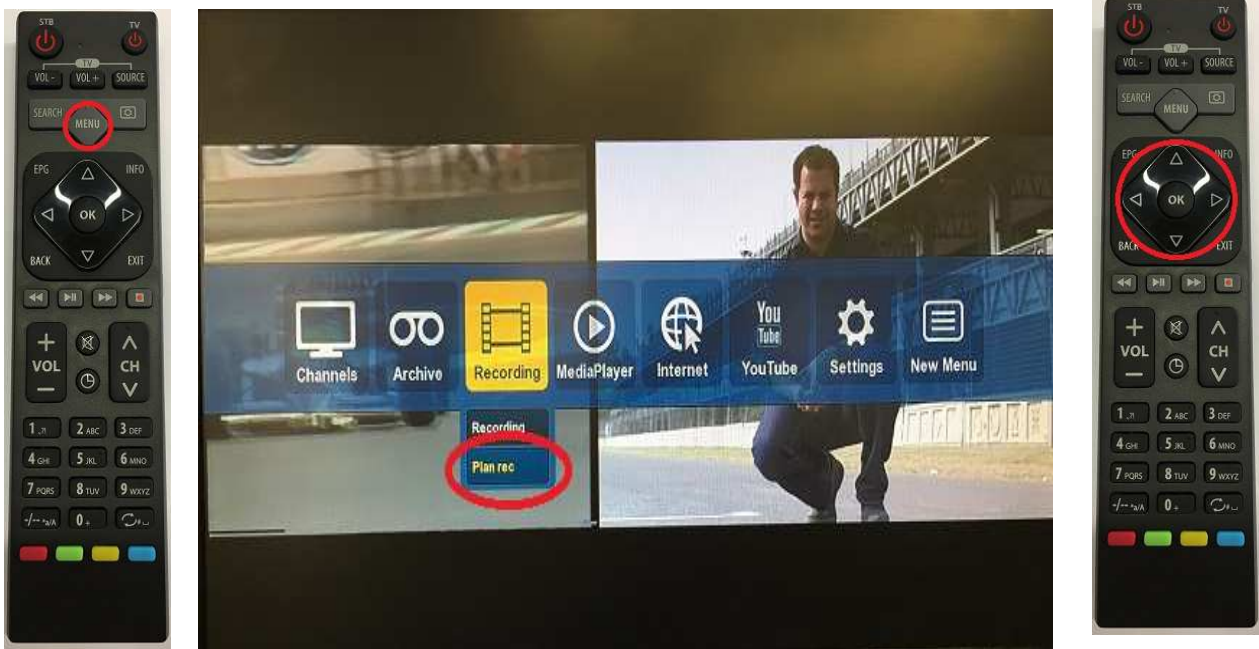 STB
TV
TV
VOL -
VOL +
SOURCE
SEARCH
MENU
EPG
INFO
OK
BACK
EXIT
+
VOL
—
CH
1 .?!
2 ABC
3 DEF
4 GHI
5 JKL
6 MNO
7 PQRS
8 TUV
9 WXYZ
-/-- *a/A
0 +
Channels
Archive
Recording
MediaPlayer
Internet
You
Tube
YouTube
Settings
New Menu
Recording
Plan rec
STB
TV
TV
VOL -
VOL +
SOURCE
SEARCH
MENU
EPG
INFO
OK
BACK
EXIT
+
VOL
—
CH
1 .?!
2 ABC
3 DEF
4 GHI
5 JKL
6 MNO
7 PQRS
8 TUV
9 WXYZ
-/-- *a/A
0 +